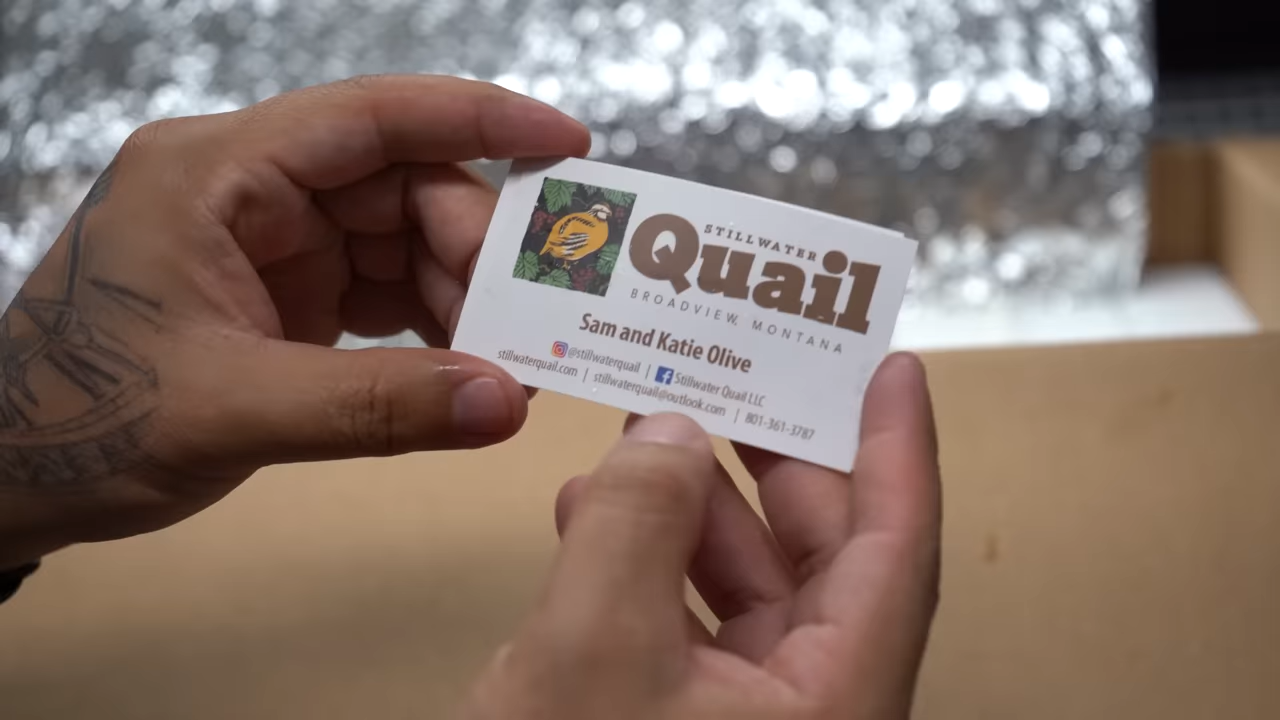 STILLWATER
Quail
BROADVIEW, MONTANA
Sam and Katie Olive
@stillwaterquail | Stillwater Quail LLC
stillwaterquail.com | stillwaterquail@outlook.com | 801-361-3787